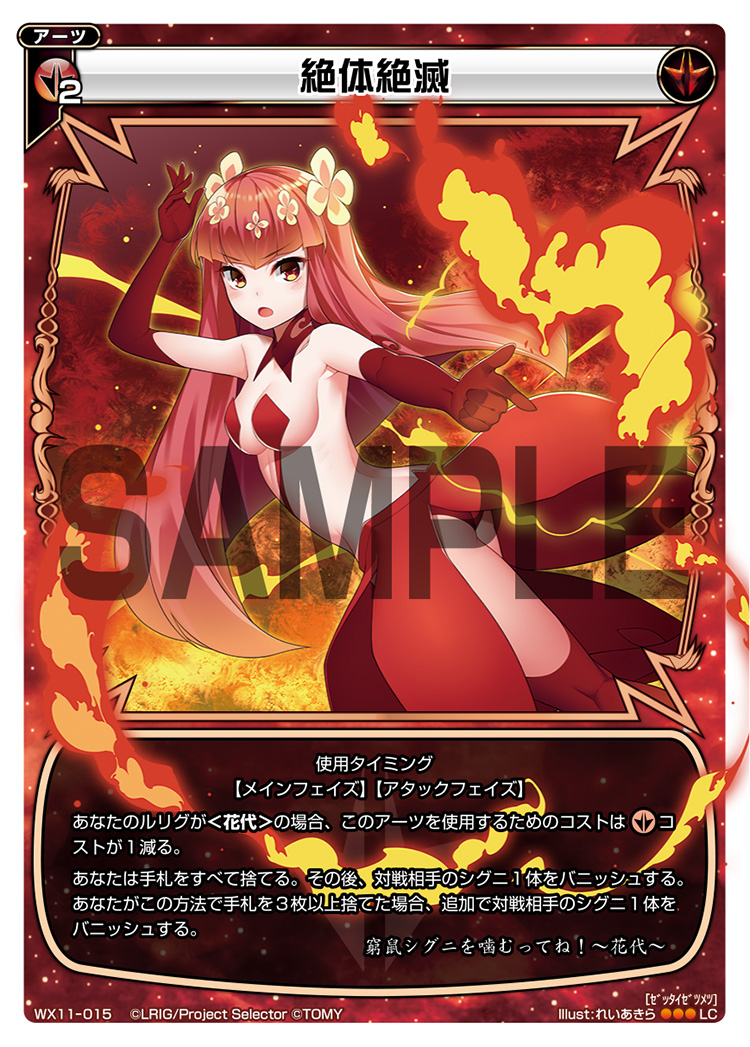 アーツ
2
絶体絶滅
SAMPLE
使用タイミング
【メインフェイズ】【アタックフェイズ】
あなたのルリグが<花代>の場合、このアーツを使用するためのコストは コ
ストが1減る。
あなたは手札をすべて捨てる。その後、対戦相手のシグニ1体をバニッシュする。
あなたがこの方法で手札を3枚以上捨てた場合、追加で対戦相手のシグニ1体を
バニッシュする。
窮鼠シグニを噛むってね!~花代~
[ゼッタイゼツメツ]
WX11-015 ©LRIG/Project Selector ©TOMY Illust:れいあきら LC